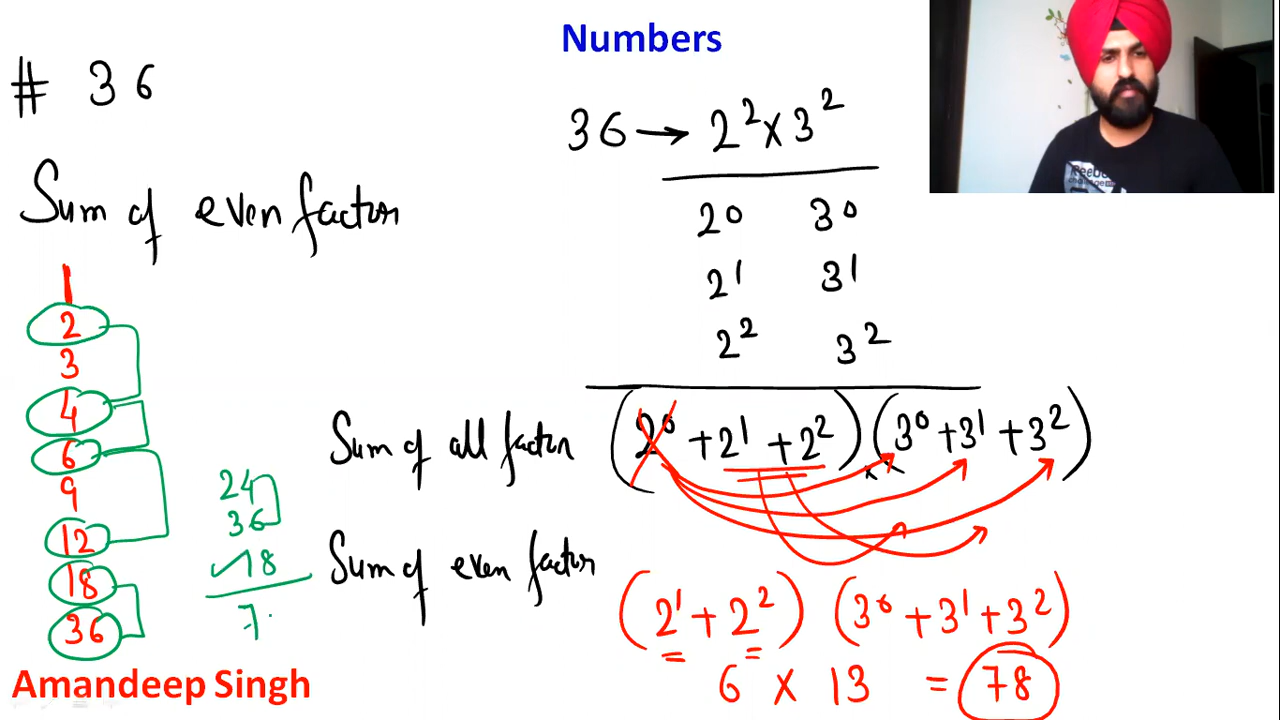 Numbers
# 36
36 → 2² × 3²
Sum of even factor
2⁰ 3⁰
2¹ 3¹
2² 3²
1
2
3
4
6
9
12
18
36
Sum of all factor (2⁰ + 2¹ + 2²) (3⁰ + 3¹ + 3²)
× ×
24
36
18
7.
Sum of even factor
(2¹ + 2²) (3⁰ + 3¹ + 3²)
6 × 13 = 78
Amandeep Singh
Reebok